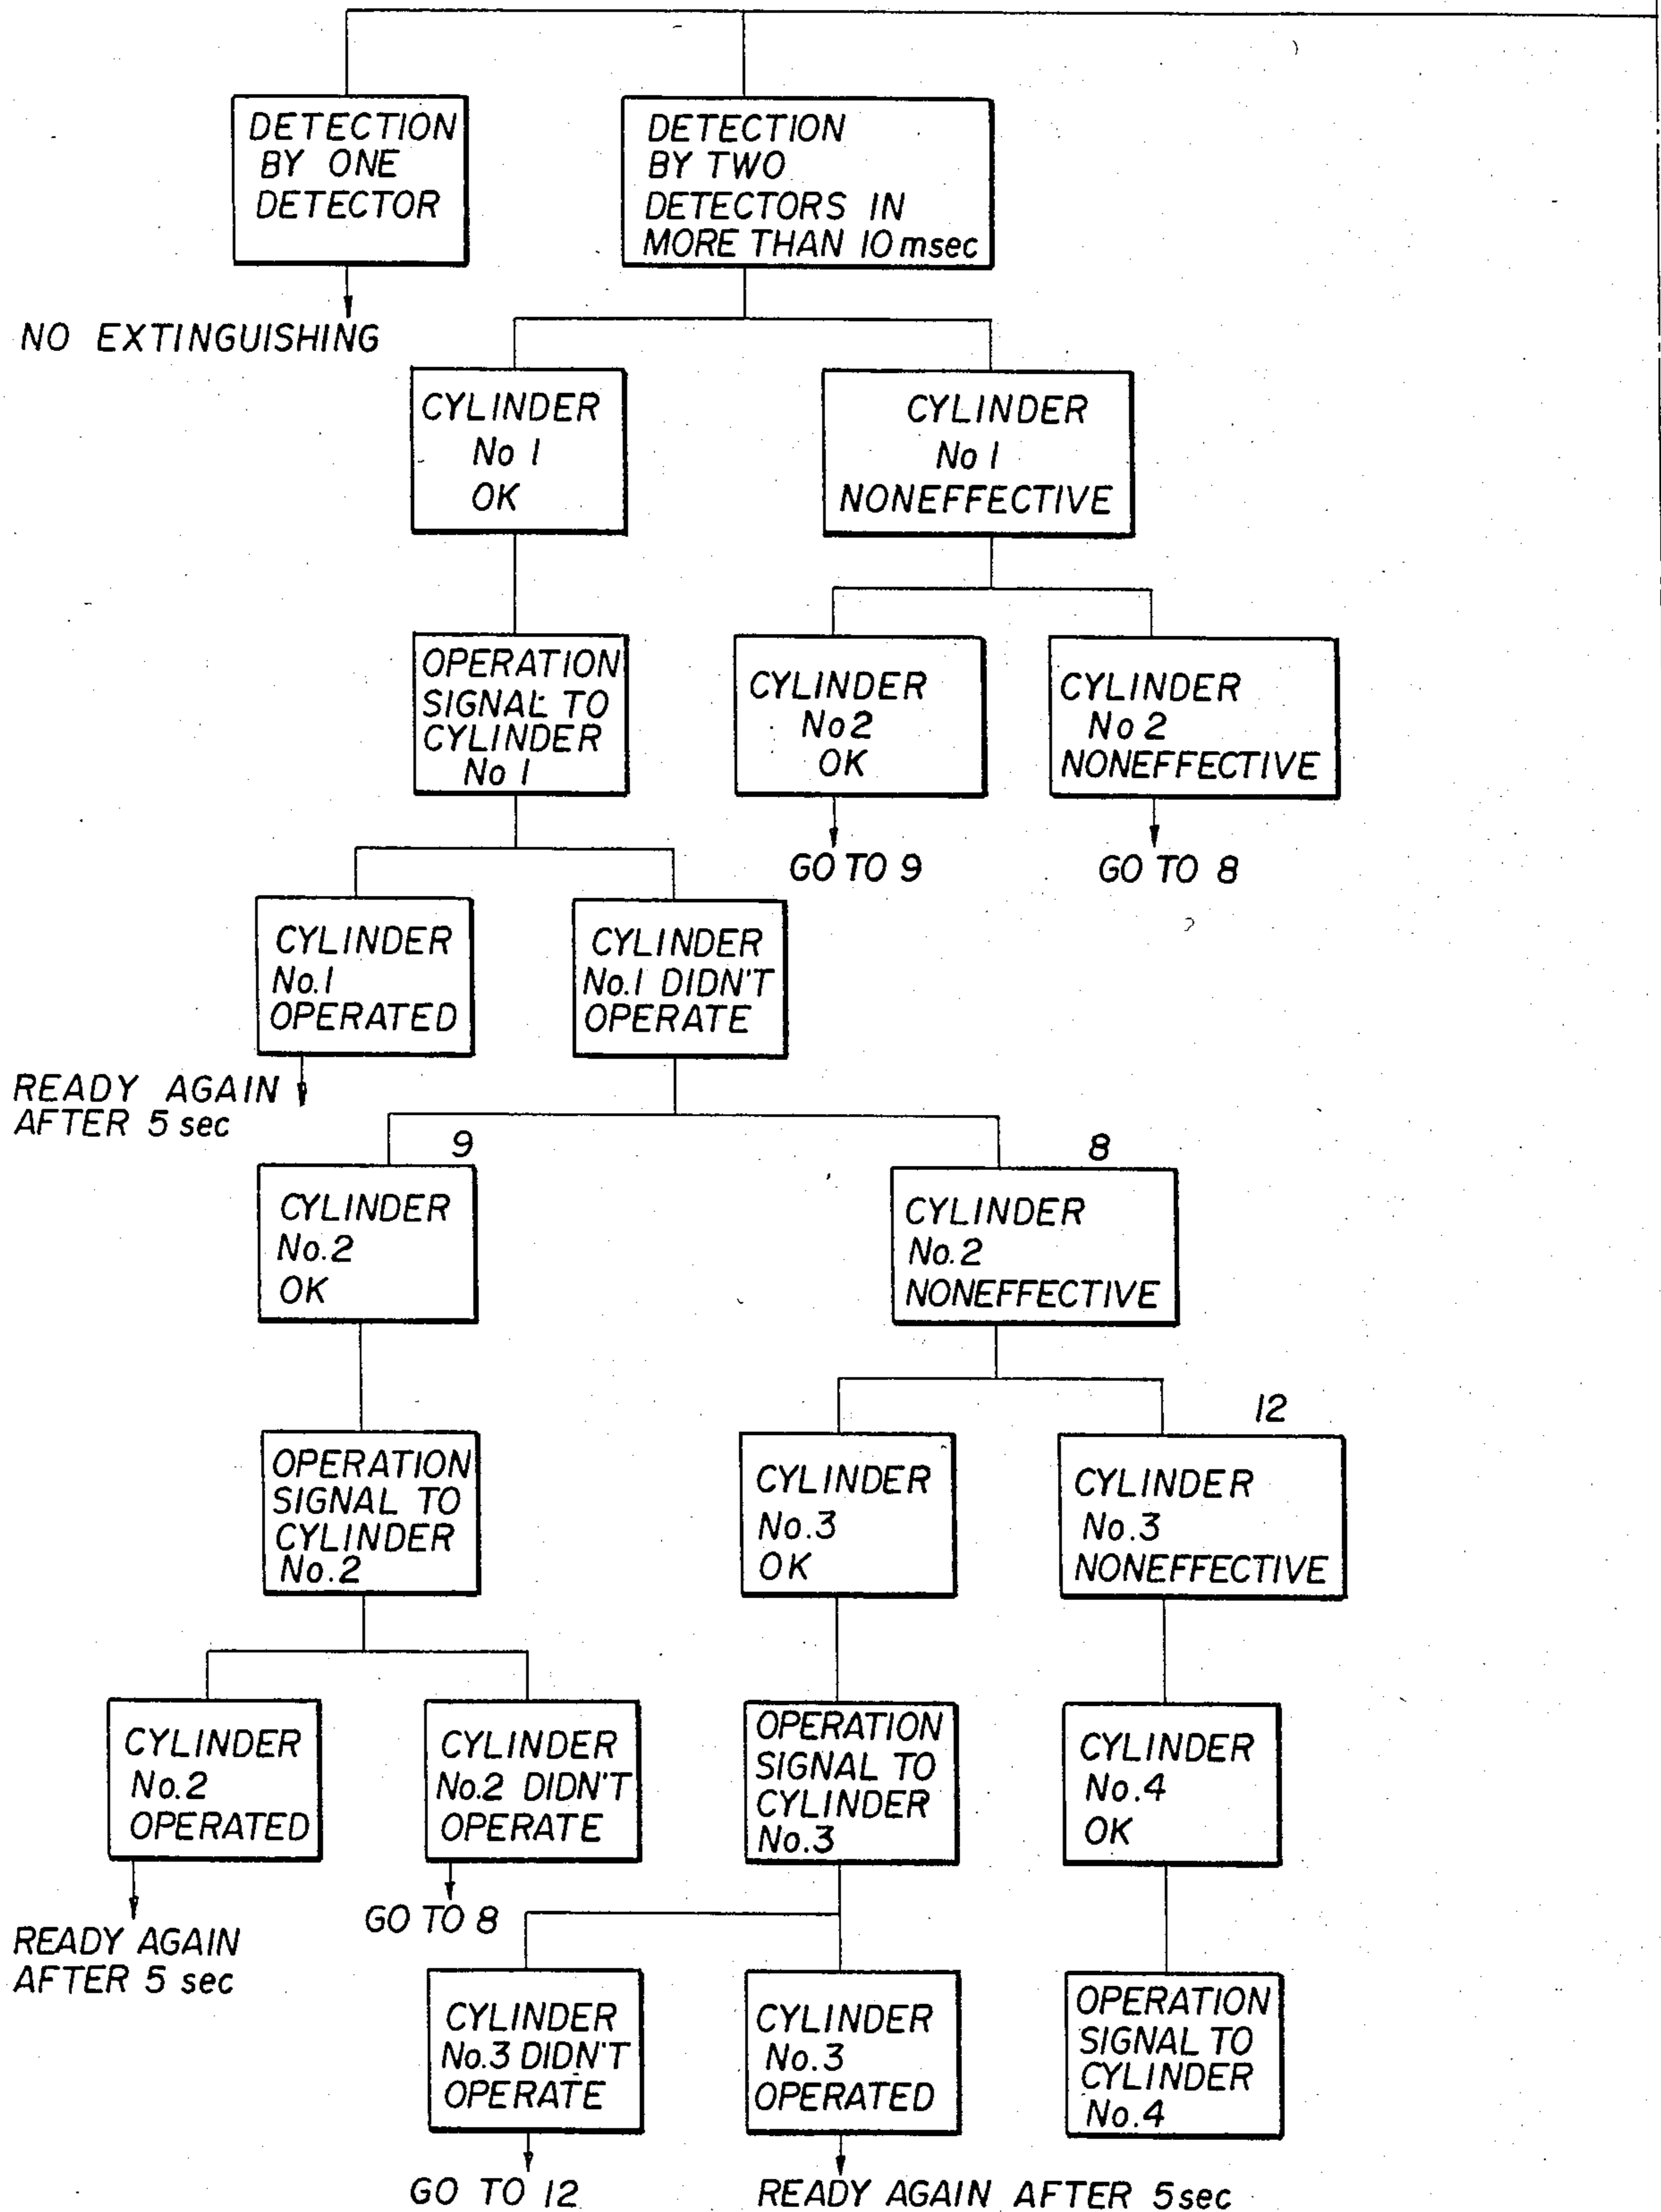 DETECTION
BY ONE
DETECTOR
DETECTION
BY TWO
DETECTORS IN
MORE THAN 10 msec
NO EXTINGUISHING
CYLINDER
No 1
OK
CYLINDER
No 1
NONEFFECTIVE
OPERATION
SIGNAL TO
CYLINDER
No 1
CYLINDER
No 2
OK
CYLINDER
No 2
NONEFFECTIVE
GO TO 9
GO TO 8
CYLINDER
No.1
OPERATED
CYLINDER
No.1 DIDN'T
OPERATE
READY AGAIN
AFTER 5 sec
9
8
CYLINDER
No.2
OK
CYLINDER
No.2
NONEFFECTIVE
12
OPERATION
SIGNAL TO
CYLINDER
No.2
CYLINDER
No.3
OK
CYLINDER
No.3
NONEFFECTIVE
CYLINDER
No.2
OPERATED
CYLINDER
No.2 DIDN'T
OPERATE
OPERATION
SIGNAL TO
CYLINDER
No.3
CYLINDER
No.4
OK
READY AGAIN
AFTER 5 sec
GO TO 8
CYLINDER
No.3 DIDN'T
OPERATE
CYLINDER
No.3
OPERATED
OPERATION
SIGNAL TO
CYLINDER
No.4
GO TO 12
READY AGAIN AFTER 5sec